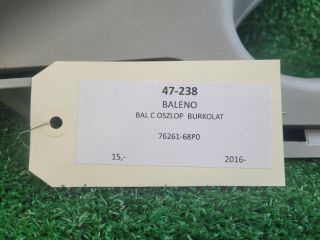 47-238
BALENO
BAL C OSZLOP BURKOLAT
76261-68P0
15,- 2016-